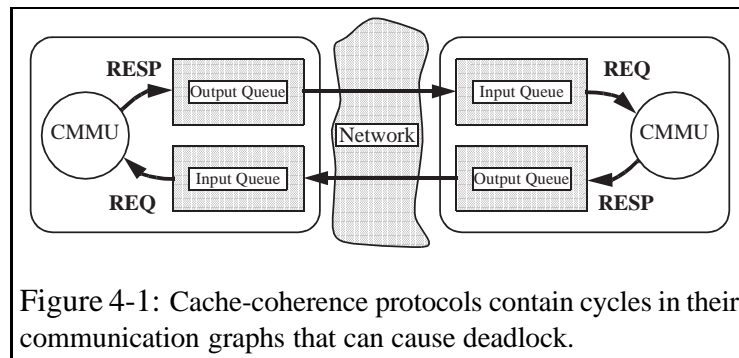 RESP
Output Queue
Input Queue
REQ
CMMU
Network
CMMU
REQ
Input Queue
Output Queue
RESP
Figure 4-1: Cache-coherence protocols contain cycles in their
communication graphs that can cause deadlock.